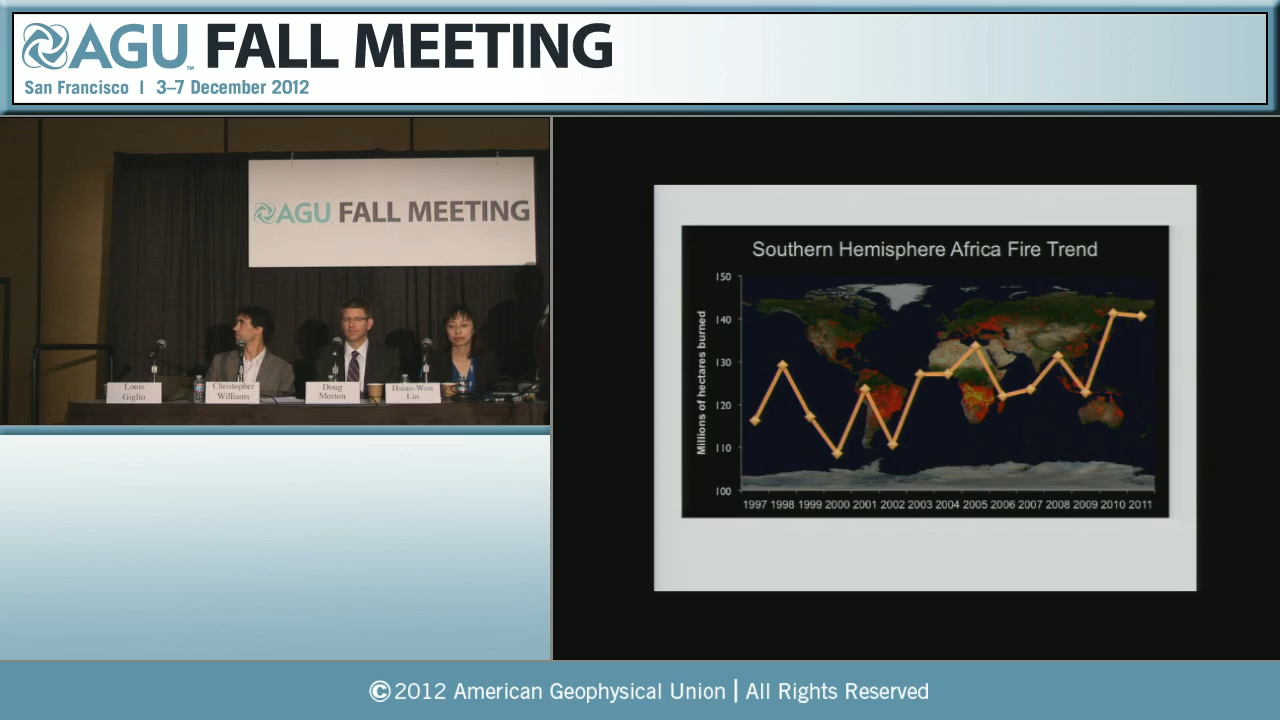 AGU FALL MEETING
San Francisco | 3–7 December 2012
AGU FALL MEETING
Louis
Giglio
Christopher
Williams
Doug
Morton
Hsiao-Wen
Lin
Southern Hemisphere Africa Fire Trend
Millions of hectares burned
150
140
130
120
110
100
1997 1998 1999 2000 2001 2002 2003 2004 2005 2006 2007 2008 2009 2010 2011
©2012 American Geophysical Union | All Rights Reserved